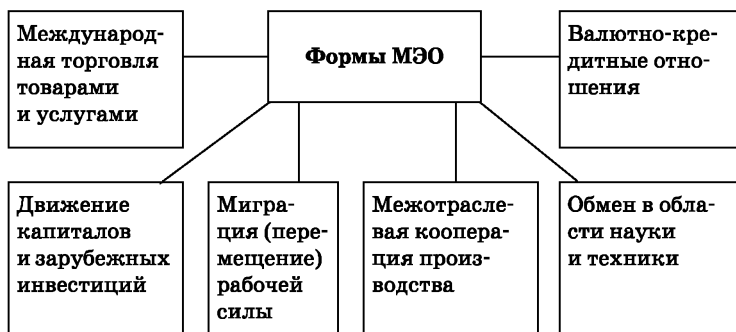 Международ-
ная торговля
товарами
и услугами
Формы МЭО
Валютно-кре-
дитные отно-
шения
Движение
капиталов
и зарубежных
инвестиций
Мигра-
ция (пере-
мещение)
рабочей
силы
Межотрасле-
вая коопера-
ция произ-
водства
Обмен в обла-
сти науки
и техники